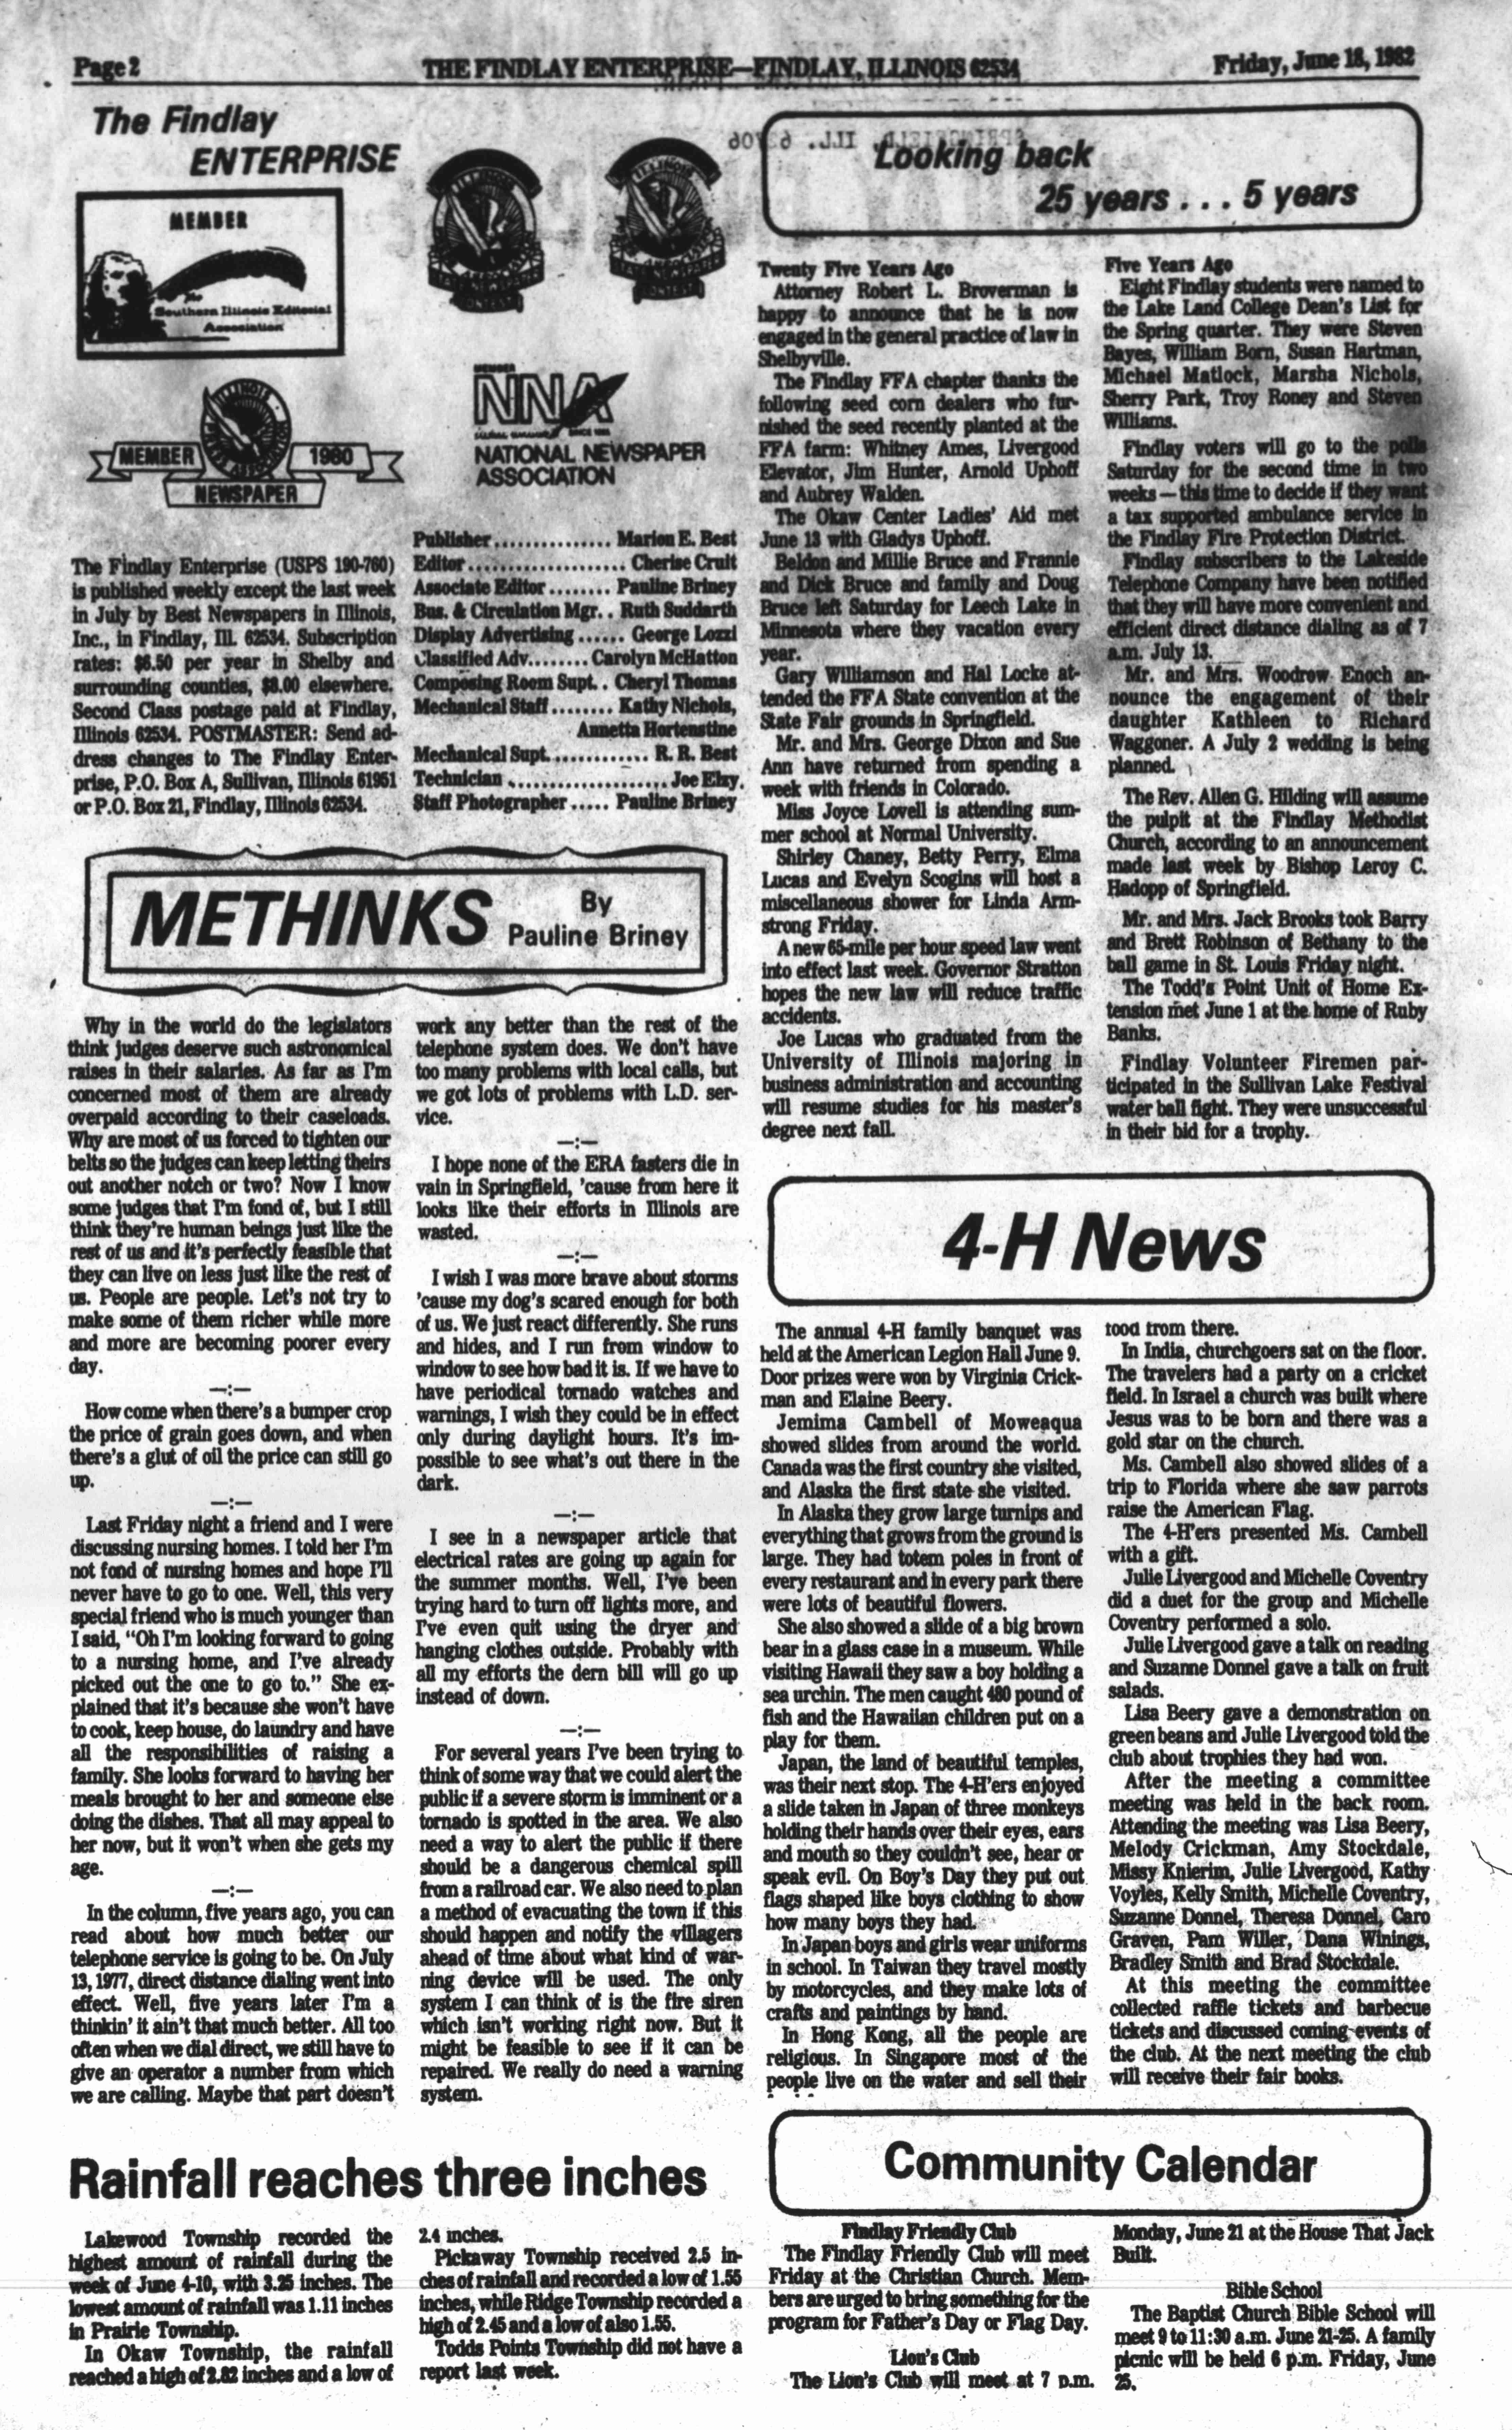 Page 2
THE FINDLAY ENTERPRISE—FINDLAY, ILLINOIS 62534
Friday, June 18, 1982
The Findlay
ENTERPRISE
MEMBER
Southern Illinois Editorial
Association
ILLINOIS
MEMBER
1980
NEWSPAPER
ILLINOIS
ILLINOIS
MEMBER
NNA
SINCE 1885
NATIONAL NEWSPAPER
ASSOCIATION
The Findlay Enterprise (USPS 190-760)
is published weekly except the last week
in July by Best Newspapers in Illinois,
Inc., in Findlay, Ill. 62534. Subscription
rates: $6.50 per year in Shelby and
surrounding counties, $8.00 elsewhere.
Second Class postage paid at Findlay,
Illinois 62534. POSTMASTER: Send ad-
dress changes to The Findlay Enter-
prise, P.O. Box A, Sullivan, Illinois 61951
or P.O. Box 21, Findlay, Illinois 62534.
Publisher............... Marion E. Best
Editor.................... Cherise Cruit
Associate Editor ........ Pauline Briney
Bus. & Circulation Mgr. . Ruth Suddarth
Display Advertising ...... George Lozzi
Classified Adv........ Carolyn McHatton
Composing Room Supt. . Cheryl Thomas
Mechanical Staff ........ Kathy Nichols,
Annetta Hortenstine
Mechanical Supt............. R. R. Best
Technician .................... Joe Elzy.
Staff Photographer ..... Pauline Briney
METHINKS
By
Pauline Briney
Why in the world do the legislators
think judges deserve such astronomical
raises in their salaries. As far as I'm
concerned most of them are already
overpaid according to their caseloads.
Why are most of us forced to tighten our
belts so the judges can keep letting theirs
out another notch or two? Now I know
some judges that I'm fond of, but I still
think they're human beings just like the
rest of us and it's perfectly feasible that
they can live on less just like the rest of
us. People are people. Let's not try to
make some of them richer while more
and more are becoming poorer every
day.
—:—
How come when there's a bumper crop
the price of grain goes down, and when
there's a glut of oil the price can still go
up.
—:—
Last Friday night a friend and I were
discussing nursing homes. I told her I'm
not fond of nursing homes and hope I'll
never have to go to one. Well, this very
special friend who is much younger than
I said, "Oh I'm looking forward to going
to a nursing home, and I've already
picked out the one to go to." She ex-
plained that it's because she won't have
to cook, keep house, do laundry and have
all the responsibilities of raising a
family. She looks forward to having her
meals brought to her and someone else
doing the dishes. That all may appeal to
her now, but it won't when she gets my
age.
—:—
In the column, five years ago, you can
read about how much better our
telephone service is going to be. On July
13, 1977, direct distance dialing went into
effect. Well, five years later I'm a
thinkin' it ain't that much better. All too
often when we dial direct, we still have to
give an operator a number from which
we are calling. Maybe that part doesn't
work any better than the rest of the
telephone system does. We don't have
too many problems with local calls, but
we got lots of problems with L.D. ser-
vice.
—:—
I hope none of the ERA fasters die in
vain in Springfield, 'cause from here it
looks like their efforts in Illinois are
wasted.
—:—
I wish I was more brave about storms
'cause my dog's scared enough for both
of us. We just react differently. She runs
and hides, and I run from window to
window to see how bad it is. If we have to
have periodical tornado watches and
warnings, I wish they could be in effect
only during daylight hours. It's im-
possible to see what's out there in the
dark.
—:—
I see in a newspaper article that
electrical rates are going up again for
the summer months. Well, I've been
trying hard to turn off lights more, and
I've even quit using the dryer and
hanging clothes outside. Probably with
all my efforts the dern bill will go up
instead of down.
—:—
For several years I've been trying to
think of some way that we could alert the
public if a severe storm is imminent or a
tornado is spotted in the area. We also
need a way to alert the public if there
should be a dangerous chemical spill
from a railroad car. We also need to plan
a method of evacuating the town if this
should happen and notify the villagers
ahead of time about what kind of war-
ning device will be used. The only
system I can think of is the fire siren
which isn't working right now. But it
might be feasible to see if it can be
repaired. We really do need a warning
system.
Rainfall reaches three inches
Lakewood Township recorded the
highest amount of rainfall during the
week of June 4-10, with 3.25 inches. The
lowest amount of rainfall was 1.11 inches
in Prairie Township.
In Okaw Township, the rainfall
reached a high of 2.82 inches and a low of
2.4 inches.
Pickaway Township received 2.5 in-
ches of rainfall and recorded a low of 1.55
inches, while Ridge Township recorded a
high of 2.45 and a low of also 1.55.
Todds Points Township did not have a
report last week.
Looking back
25 years . . . 5 years
Twenty Five Years Ago
Attorney Robert L. Broverman is
happy to announce that he is now
engaged in the general practice of law in
Shelbyville.
The Findlay FFA chapter thanks the
following seed corn dealers who fur-
nished the seed recently planted at the
FFA farm: Whitney Ames, Livergood
Elevator, Jim Hunter, Arnold Uphoff
and Aubrey Walden.
The Okaw Center Ladies' Aid met
June 13 with Gladys Uphoff.
Beldon and Millie Bruce and Frannie
and Dick Bruce and family and Doug
Bruce left Saturday for Leech Lake in
Minnesota where they vacation every
year.
Gary Williamson and Hal Locke at-
tended the FFA State convention at the
State Fair grounds in Springfield.
Mr. and Mrs. George Dixon and Sue
Ann have returned from spending a
week with friends in Colorado.
Miss Joyce Lovell is attending sum-
mer school at Normal University.
Shirley Chaney, Betty Perry, Elma
Lucas and Evelyn Scogins will host a
miscellaneous shower for Linda Arm-
strong Friday.
A new 65-mile per hour speed law went
into effect last week. Governor Stratton
hopes the new law will reduce traffic
accidents.
Joe Lucas who graduated from the
University of Illinois majoring in
business administration and accounting
will resume studies for his master's
degree next fall.
Five Years Ago
Eight Findlay students were named to
the Lake Land College Dean's List for
the Spring quarter. They were Steven
Bayes, William Born, Susan Hartman,
Michael Matlock, Marsha Nichols,
Sherry Park, Troy Roney and Steven
Williams.
Findlay voters will go to the polls
Saturday for the second time in two
weeks — this time to decide if they want
a tax supported ambulance service in
the Findlay Fire Protection District.
Findlay subscribers to the Lakeside
Telephone Company have been notified
that they will have more convenient and
efficient direct distance dialing as of 7
a.m. July 13.
Mr. and Mrs. Woodrow Enoch an-
nounce the engagement of their
daughter Kathleen to Richard
Waggoner. A July 2 wedding is being
planned.
The Rev. Allen G. Hilding will assume
the pulpit at the Findlay Methodist
Church, according to an announcement
made last week by Bishop Leroy C.
Hadopp of Springfield.
Mr. and Mrs. Jack Brooks took Barry
and Brett Robinson of Bethany to the
ball game in St. Louis Friday night.
The Todd's Point Unit of Home Ex-
tension met June 1 at the home of Ruby
Banks.
Findlay Volunteer Firemen par-
ticipated in the Sullivan Lake Festival
water ball fight. They were unsuccessful
in their bid for a trophy.
4-H News
The annual 4-H family banquet was
held at the American Legion Hall June 9.
Door prizes were won by Virginia Crick-
man and Elaine Beery.
Jemima Cambell of Moweaqua
showed slides from around the world.
Canada was the first country she visited,
and Alaska the first state she visited.
In Alaska they grow large turnips and
everything that grows from the ground is
large. They had totem poles in front of
every restaurant and in every park there
were lots of beautiful flowers.
She also showed a slide of a big brown
bear in a glass case in a museum. While
visiting Hawaii they saw a boy holding a
sea urchin. The men caught 480 pound of
fish and the Hawaiian children put on a
play for them.
Japan, the land of beautiful temples,
was their next stop. The 4-H'ers enjoyed
a slide taken in Japan of three monkeys
holding their hands over their eyes, ears
and mouth so they couldn't see, hear or
speak evil. On Boy's Day they put out
flags shaped like boys clothing to show
how many boys they had.
In Japan boys and girls wear uniforms
in school. In Taiwan they travel mostly
by motorcycles, and they make lots of
crafts and paintings by hand.
In Hong Kong, all the people are
religious. In Singapore most of the
people live on the water and sell their
food from there.
In India, churchgoers sat on the floor.
The travelers had a party on a cricket
field. In Israel a church was built where
Jesus was to be born and there was a
gold star on the church.
Ms. Cambell also showed slides of a
trip to Florida where she saw parrots
raise the American Flag.
The 4-H'ers presented Ms. Cambell
with a gift.
Julie Livergood and Michelle Coventry
did a duet for the group and Michelle
Coventry performed a solo.
Julie Livergood gave a talk on reading
and Suzanne Donnel gave a talk on fruit
salads.
Lisa Beery gave a demonstration on
green beans and Julie Livergood told the
club about trophies they had won.
After the meeting a committee
meeting was held in the back room.
Attending the meeting was Lisa Beery,
Melody Crickman, Amy Stockdale,
Missy Knierim, Julie Livergood, Kathy
Voyles, Kelly Smith, Michelle Coventry,
Suzanne Donnel, Theresa Donnel, Caro
Graven, Pam Willer, Dana Winings,
Bradley Smith and Brad Stockdale.
At this meeting the committee
collected raffle tickets and barbecue
tickets and discussed coming events of
the club. At the next meeting the club
will receive their fair books.
Community Calendar
Findlay Friendly Club
The Findlay Friendly Club will meet
Friday at the Christian Church. Mem-
bers are urged to bring something for the
program for Father's Day or Flag Day.
Lion's Club
The Lion's Club will meet at 7 p.m.
Monday, June 21 at the House That Jack
Built.
Bible School
The Baptist Church Bible School will
meet 9 to 11:30 a.m. June 21-25. A family
picnic will be held 6 p.m. Friday, June
25.